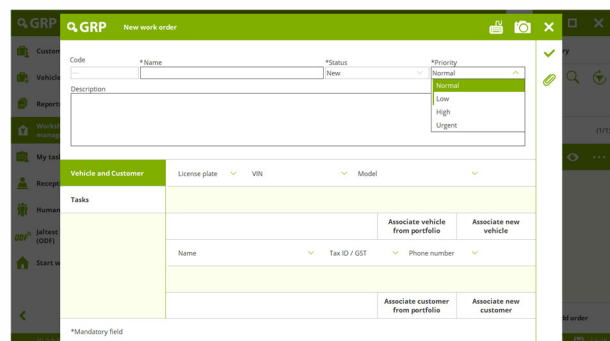 GRP
GRP New work order
Custom
Vehicle
Report
Worksh
manag
My tas
Recept
Human
Jaltest
(ODF)
Start w
ry
(1/1)
dd order
Code *Name *Status *Priority
New Normal
Description
Normal
Low
High
Urgent
Vehicle and Customer License plate VIN Model
Tasks
Associate vehicle from portfolio
Associate new vehicle
Name Tax ID / GST Phone number
Associate customer from portfolio
Associate new customer
*Mandatory field